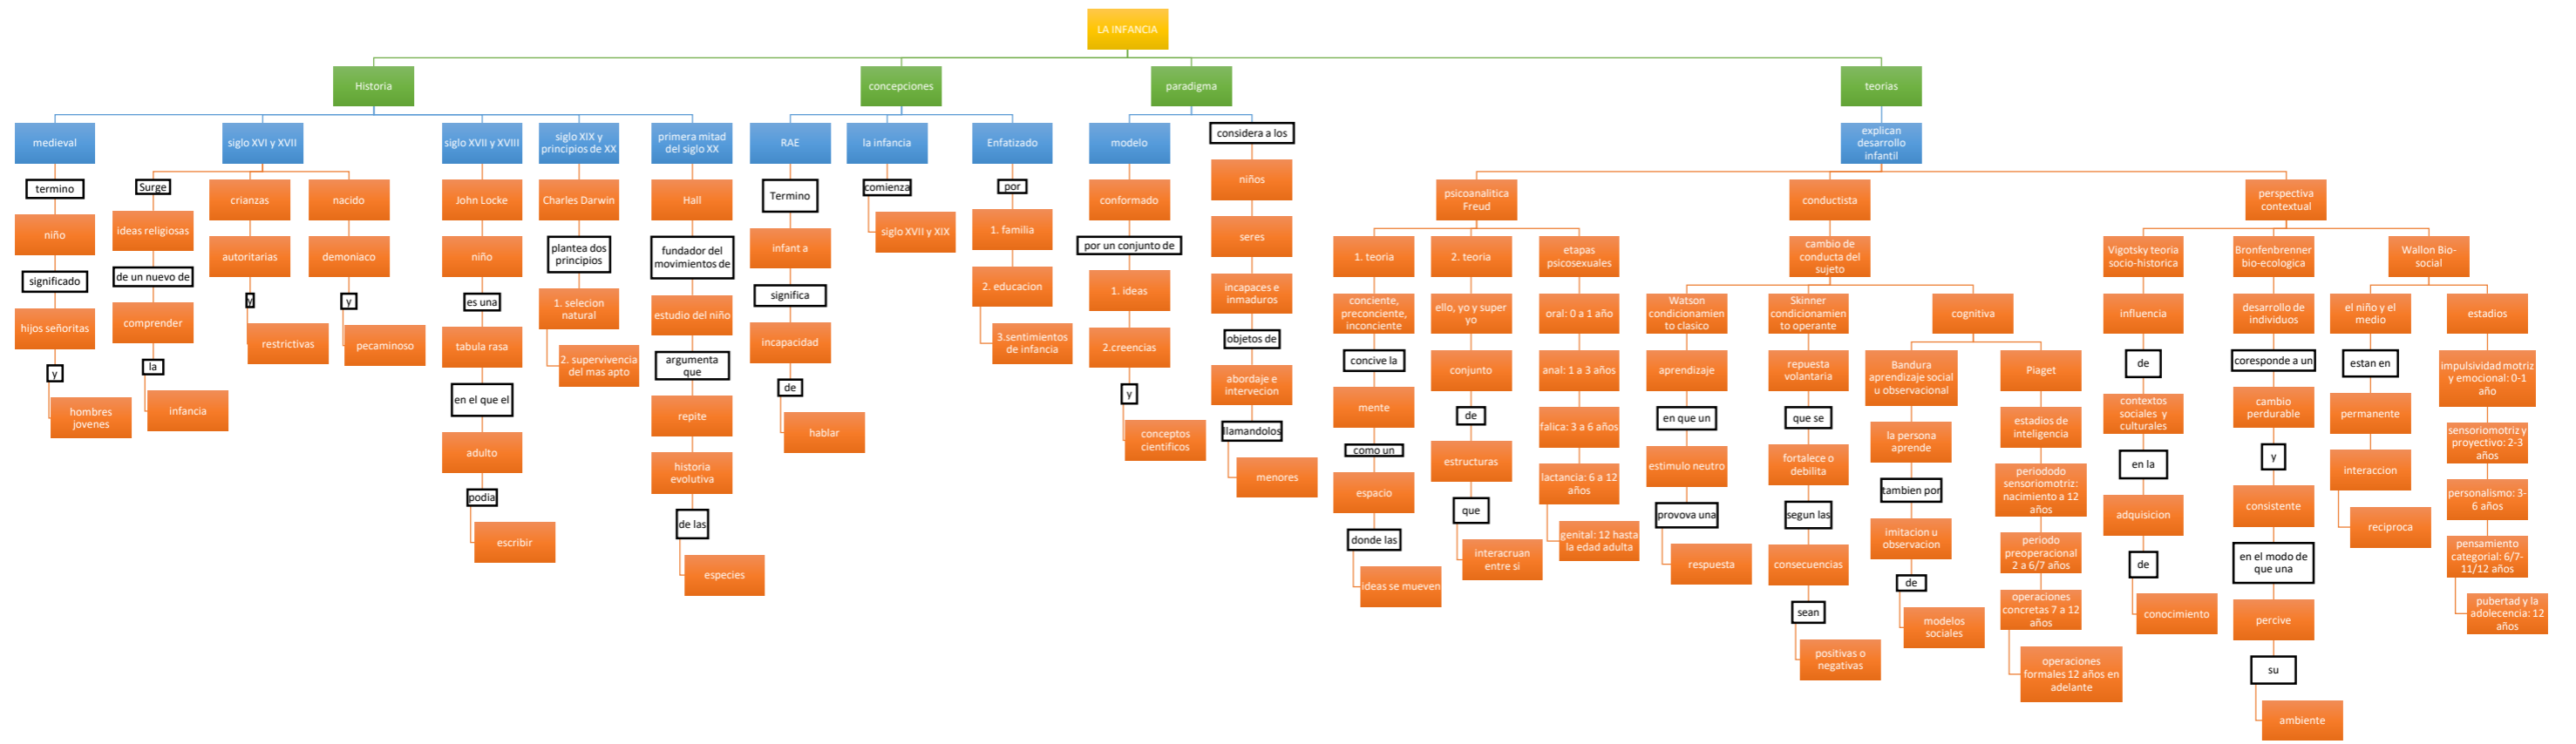 LA INFANCIA
Historia
medieval
termino
niño
significado
hijos señoritas
y
hombres
jovenes
siglo XVI y XVII
Surge
ideas religiosas
de un nuevo de
comprender
la
infancia
crianzas
autoritarias
y
restrictivas
nacido
demoniaco
y
pecaminoso
siglo XVII y XVIII
John Locke
niño
es una
tabula rasa
en el que el
adulto
podia
escribir
siglo XIX y
principios de XX
Charles Darwin
plantea dos
principios
1. selecion
natural
2. supervivencia
del mas apto
primera mitad
del siglo XX
Hall
fundador del
movimientos de
estudio del niño
argumenta
que
repite
historia
evolutiva
de las
especies
concepciones
RAE
Termino
infant a
significa
incapacidad
de
hablar
la infancia
comienza
siglo XVII y XIX
Enfatizado
por
1. familia
2. educacion
3.sentimientos
de infancia
paradigma
modelo
conformado
por un conjunto de
1. ideas
2.creencias
y
conceptos
cientificos
considera a los
niños
seres
incapaces e
inmaduros
objetos de
abordaje e
intervecion
llamandolos
menores
teorias
explican
desarrollo
infantil
psicoanalitica
Freud
1. teoria
conciente,
preconciente,
inconciente
concive la
mente
como un
espacio
donde las
ideas se mueven
2. teoria
ello, yo y super
yo
conjunto
de
estructuras
que
interacruan
entre si
etapas
psicosexuales
oral: 0 a 1 año
anal: 1 a 3 años
falica: 3 a 6 años
lactancia: 6 a 12
años
genital: 12 hasta
la edad adulta
conductista
cambio de
conducta del
sujeto
Watson
condicionamien
to clasico
aprendizaje
en que un
estimulo neutro
provova una
respuesta
Skinner
condicionamien
to operante
repuesta
volantaria
que se
fortalece o
debilita
segun las
consecuencias
sean
positivas o
negativas
cognitiva
Bandura
aprendizaje social
u observacional
la persona
aprende
tambien por
imitacion u
observacion
de
modelos
sociales
Piaget
estadios de
inteligencia
periododo
sensoriomotriz:
nacimiento a 12
años
periodo
preoperacional
2 a 6/7 años
operaciones
concretas 7 a 12
años
operaciones
formales 12 años en
adelante
perspectiva
contextual
Vigotsky teoria
socio-historica
influencia
de
contextos
sociales y
culturales
en la
adquisicion
de
conocimiento
Bronfenbrenner
bio-ecologica
desarrollo de
individuos
coresponde a un
cambio
perdurable
y
consistente
en el modo de
que una
percive
su
ambiente
Wallon Bio-
social
el niño y el
medio
estan en
permanente
interaccion
reciproca
estadios
impulsividad motriz
y emocional: 0-1
año
sensoriomotriz y
proyectivo: 2-3
años
personalismo: 3-
6 años
pensamiento
categorial: 6/7-
11/12 años
pubertad y la
adolecencia: 12
años